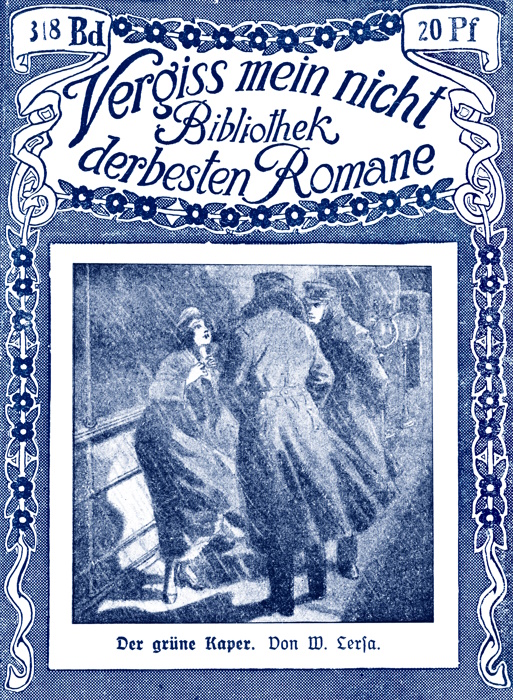 318 Bd
20 Pf
Vergiss mein nicht
Bibliothek
der besten Romane
Der grüne Kaper. Von W. Lerſa.